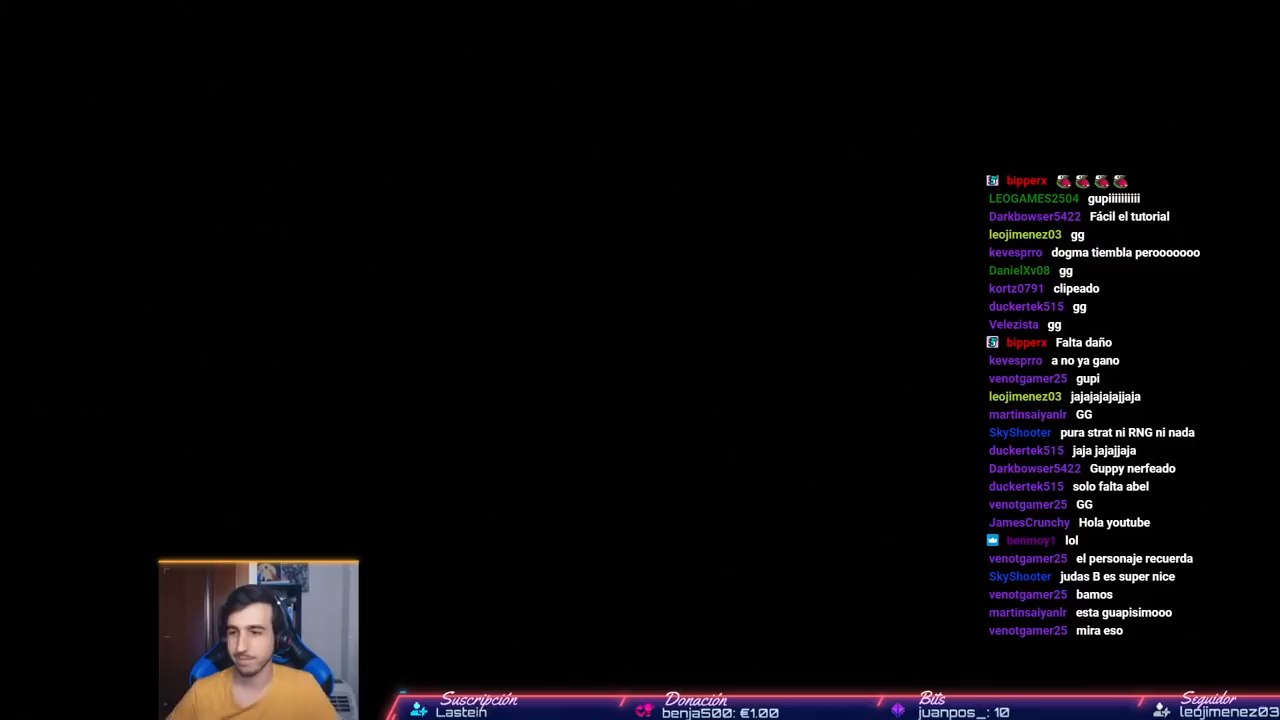 bipperx
LEOGAMES2504 gupiiiiiiiiii
Darkbowser5422 Fácil el tutorial
leojimenez03 gg
kevesprro dogma tiembla perooooooo
DanielXv08 gg
kortz0791 clipeado
duckertek515 gg
Velezista gg
bipperx Falta daño
kevesprro a no ya gano
venotgamer25 gupi
leojimenez03 jajajajajajjaja
martinsaiyanlr GG
SkyShooter pura strat ni RNG ni nada
duckertek515 jaja jajajjaja
Darkbowser5422 Guppy nerfeado
duckertek515 solo falta abel
venotgamer25 GG
JamesCrunchy Hola youtube
benmoy1 lol
venotgamer25 el personaje recuerda
SkyShooter judas B es super nice
venotgamer25 bamos
martinsaiyanlr esta guapisimooo
venotgamer25 mira eso
Suscripción Donación Bits Seguidor
Lastein benja500: €1.00 juanpos_: 10 leojimenez03